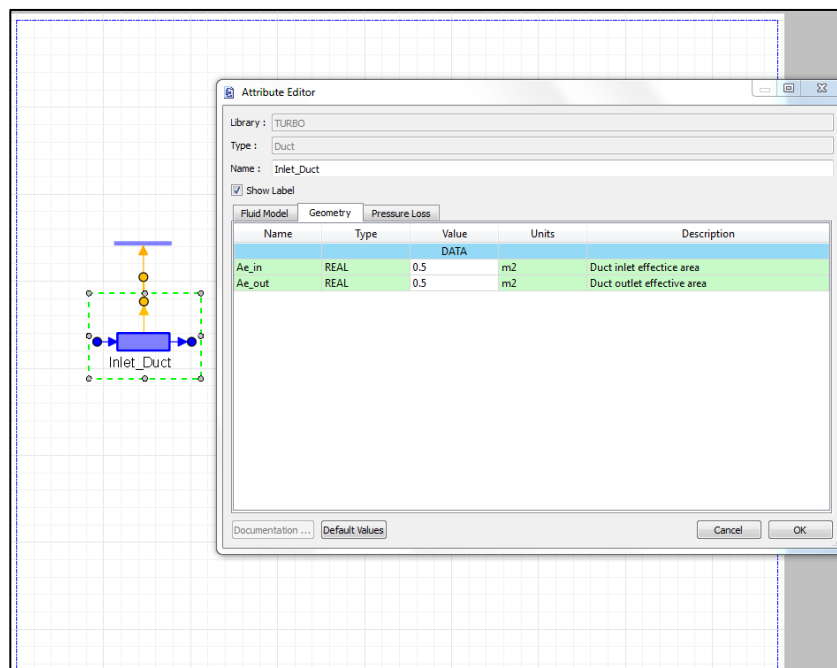 Attribute Editor
Library : TURBO
Type : Duct
Name : Inlet_Duct
Show Label
Fluid Model Geometry Pressure Loss
Name Type Value Units Description
DATA
Ae_in REAL 0.5 m2 Duct inlet effectice area
Ae_out REAL 0.5 m2 Duct outlet effective area
Inlet_Duct
Documentation ... Default Values Cancel OK